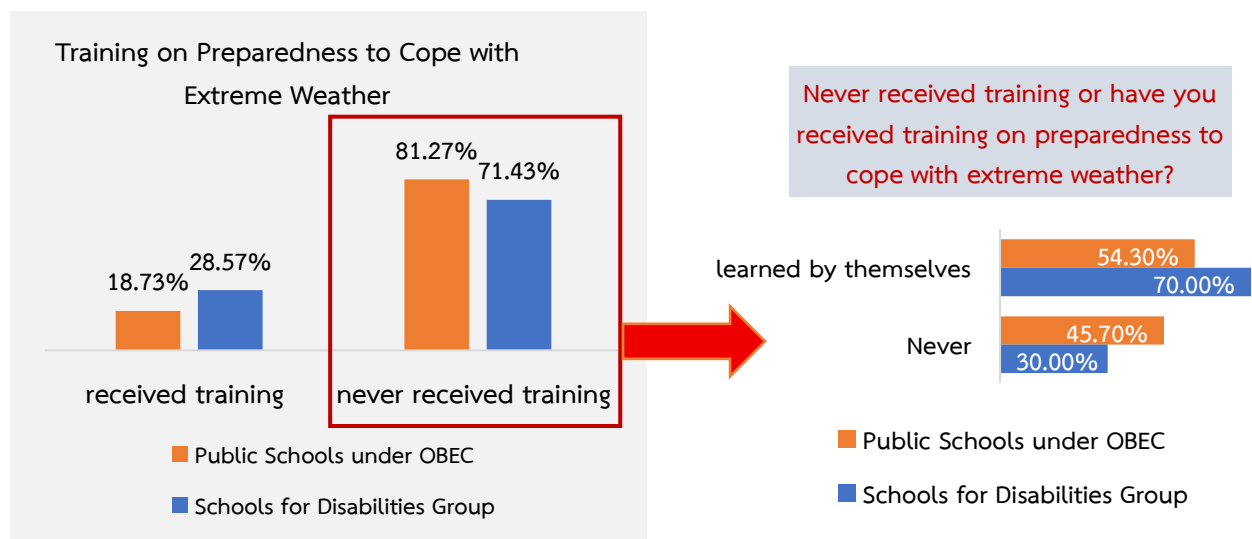 Training on Preparedness to Cope with
Extreme Weather
81.27%
71.43%
18.73%
28.57%
received training
never received training
Public Schools under OBEC
Schools for Disabilities Group
Never received training or have you
received training on preparedness to
cope with extreme weather?
learned by themselves
54.30%
70.00%
Never
45.70%
30.00%
Public Schools under OBEC
Schools for Disabilities Group